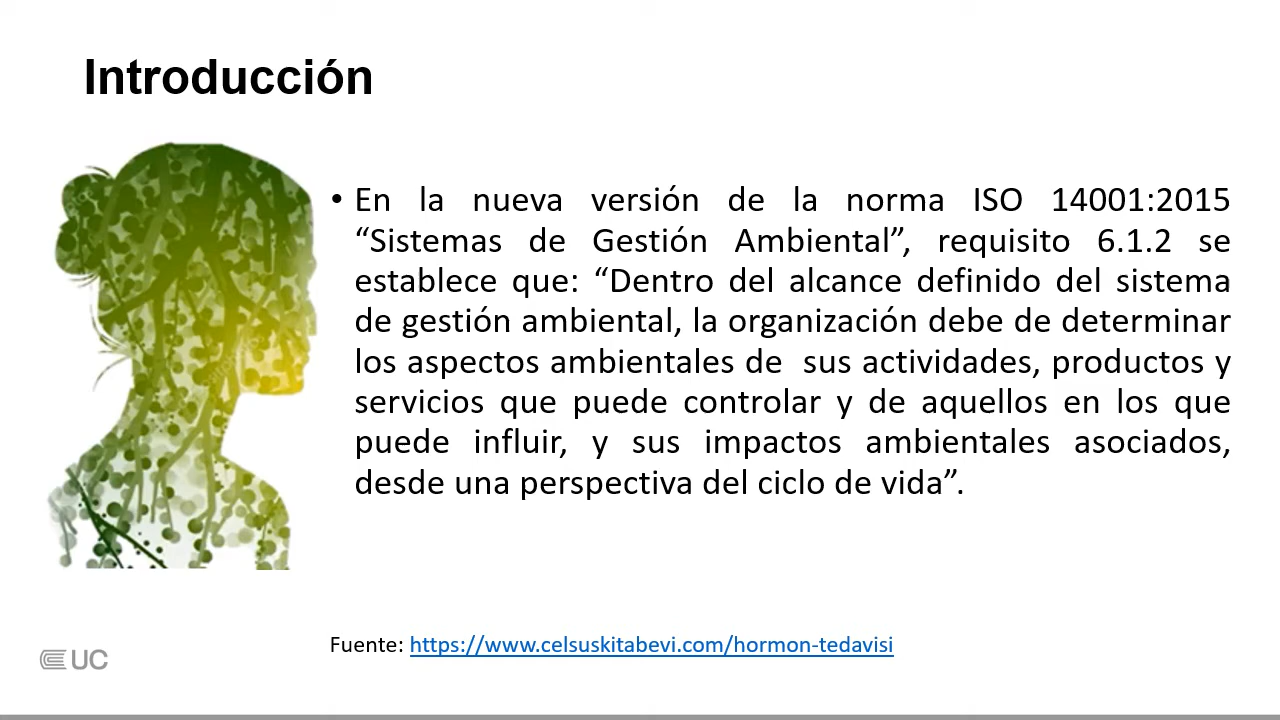 Introducción
• En la nueva versión de la norma ISO 14001:2015
“Sistemas de Gestión Ambiental”, requisito 6.1.2 se
establece que: “Dentro del alcance definido del sistema
de gestión ambiental, la organización debe de determinar
los aspectos ambientales de sus actividades, productos y
servicios que puede controlar y de aquellos en los que
puede influir, y sus impactos ambientales asociados,
desde una perspectiva del ciclo de vida”.
Fuente: https://www.celsuskitabevi.com/hormon-tedavisi
UC